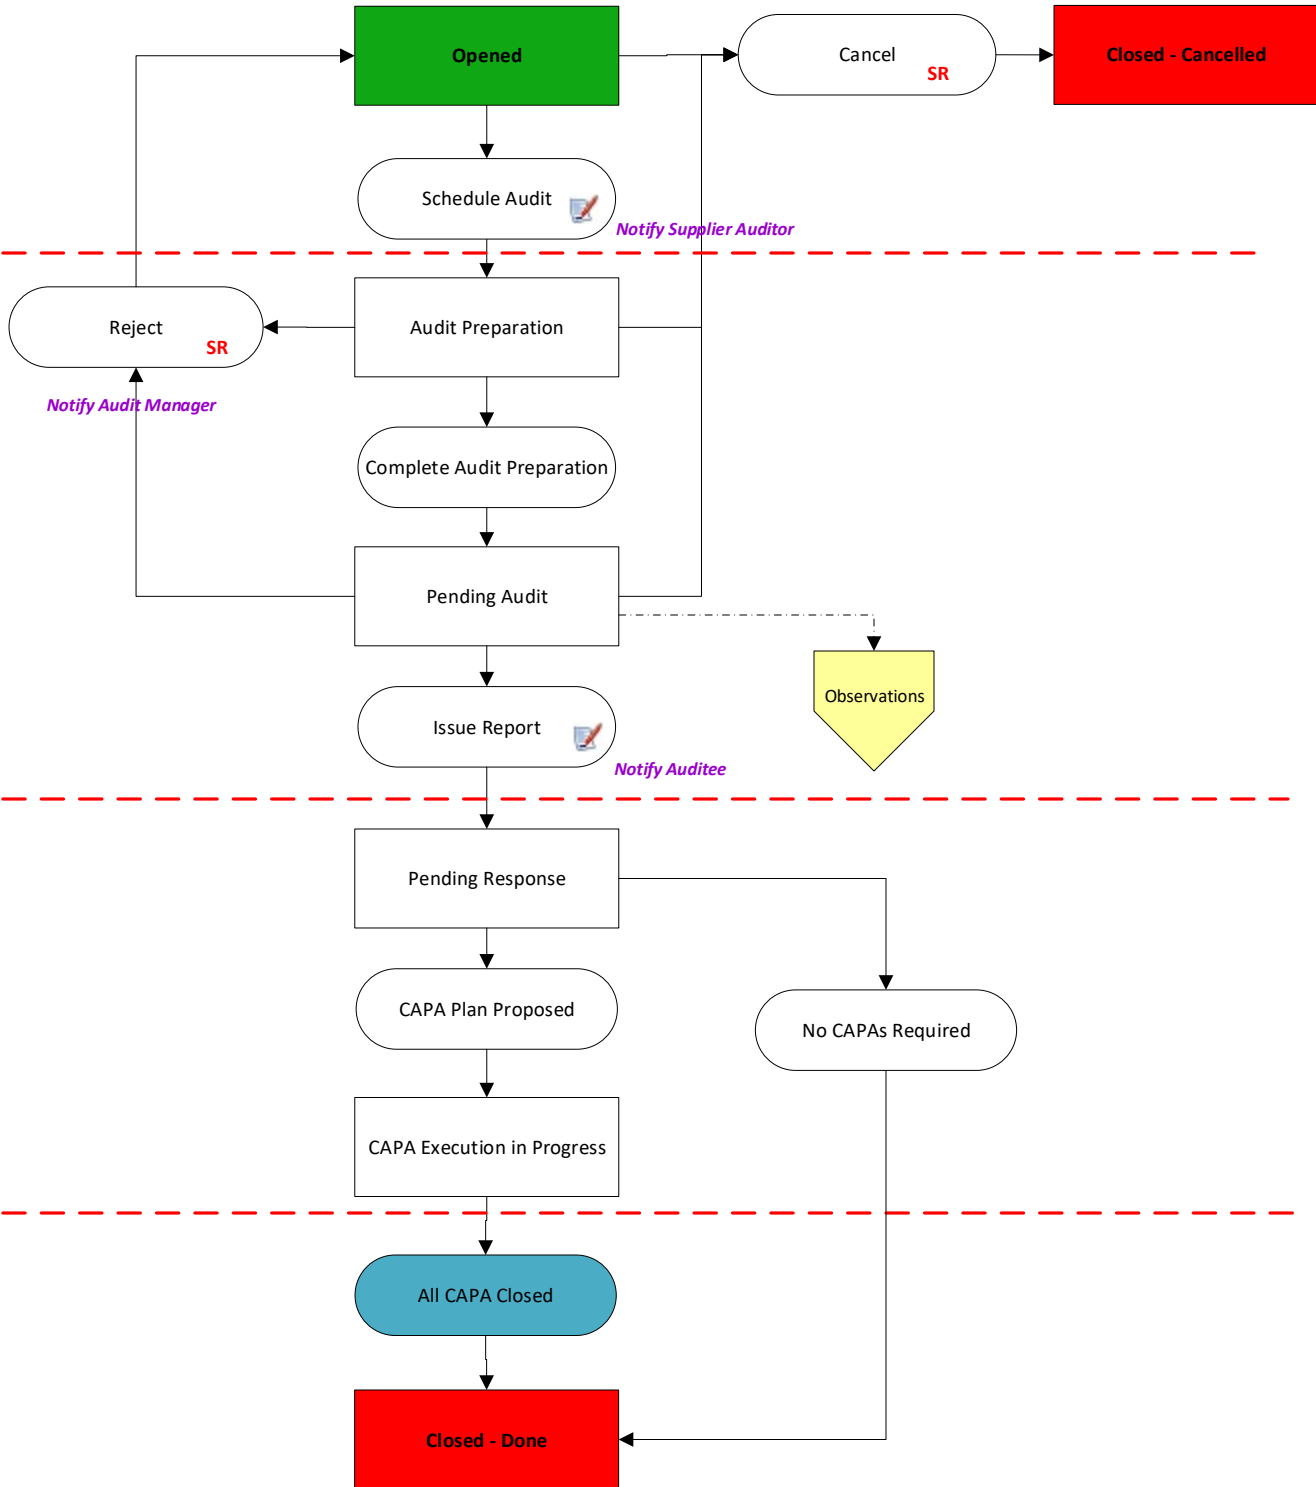 Opened
Cancel
SR
Closed - Cancelled
Schedule Audit
Notify Supplier Auditor
Reject
SR
Audit Preparation
Notify Audit Manager
Complete Audit Preparation
Pending Audit
Observations
Issue Report
Notify Auditee
Pending Response
CAPA Plan Proposed
No CAPAs Required
CAPA Execution in Progress
All CAPA Closed
Closed - Done